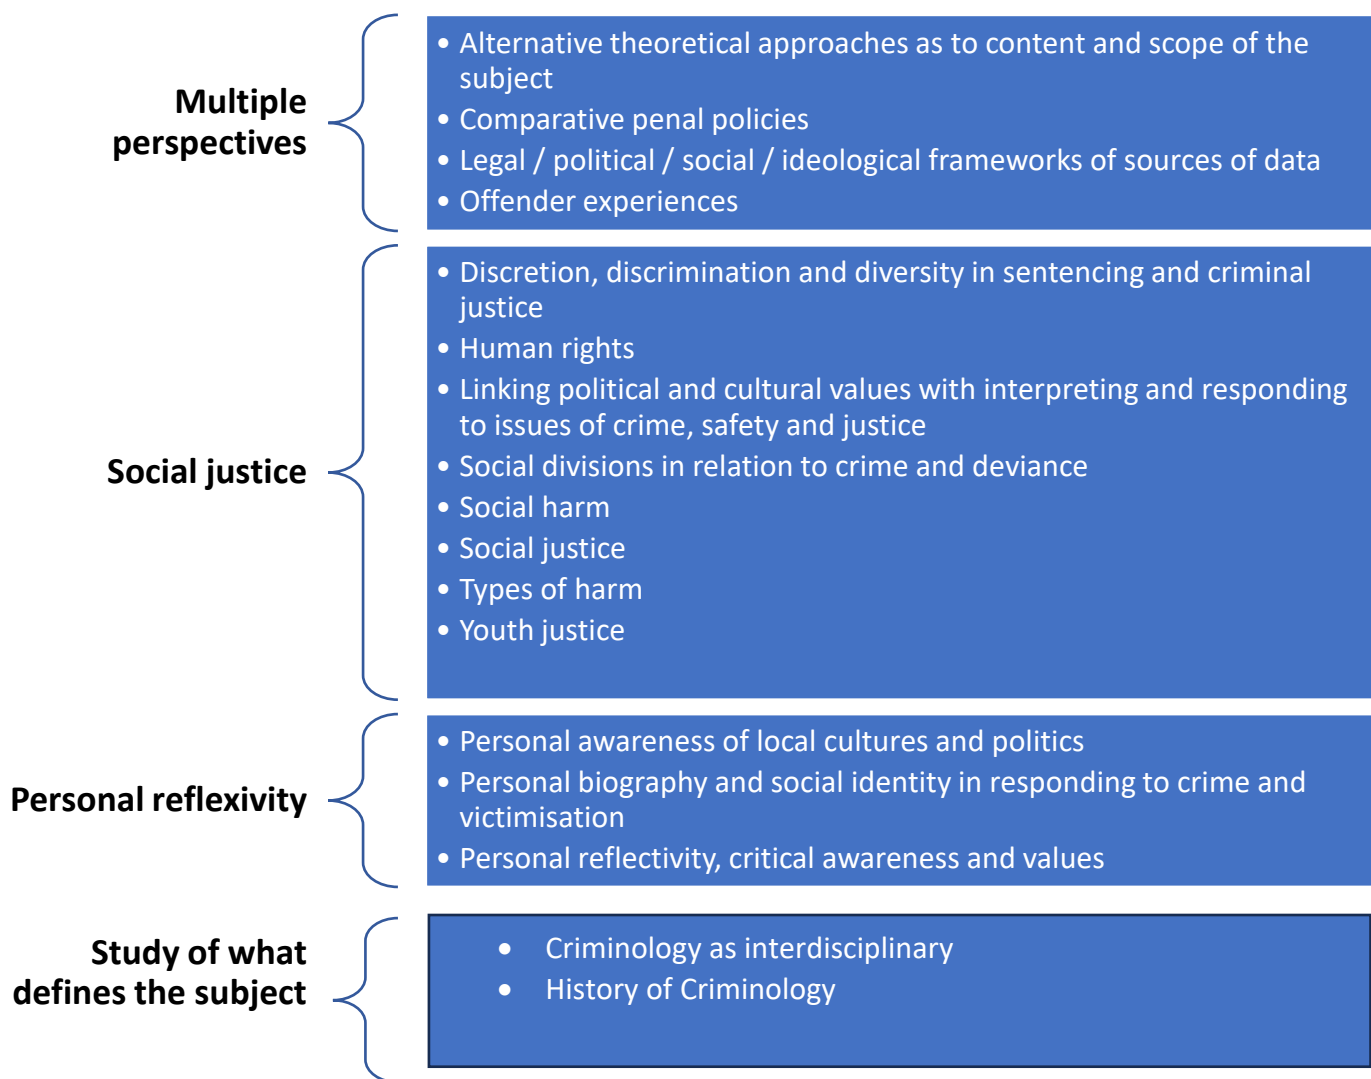 Multiple
perspectives
• Alternative theoretical approaches as to content and scope of the
subject
• Comparative penal policies
• Legal / political / social / ideological frameworks of sources of data
• Offender experiences
Social justice
• Discretion, discrimination and diversity in sentencing and criminal
justice
• Human rights
• Linking political and cultural values with interpreting and responding
to issues of crime, safety and justice
• Social divisions in relation to crime and deviance
• Social harm
• Social justice
• Types of harm
• Youth justice
Personal reflexivity
• Personal awareness of local cultures and politics
• Personal biography and social identity in responding to crime and
victimisation
• Personal reflectivity, critical awareness and values
Study of what
defines the subject
• Criminology as interdisciplinary
• History of Criminology